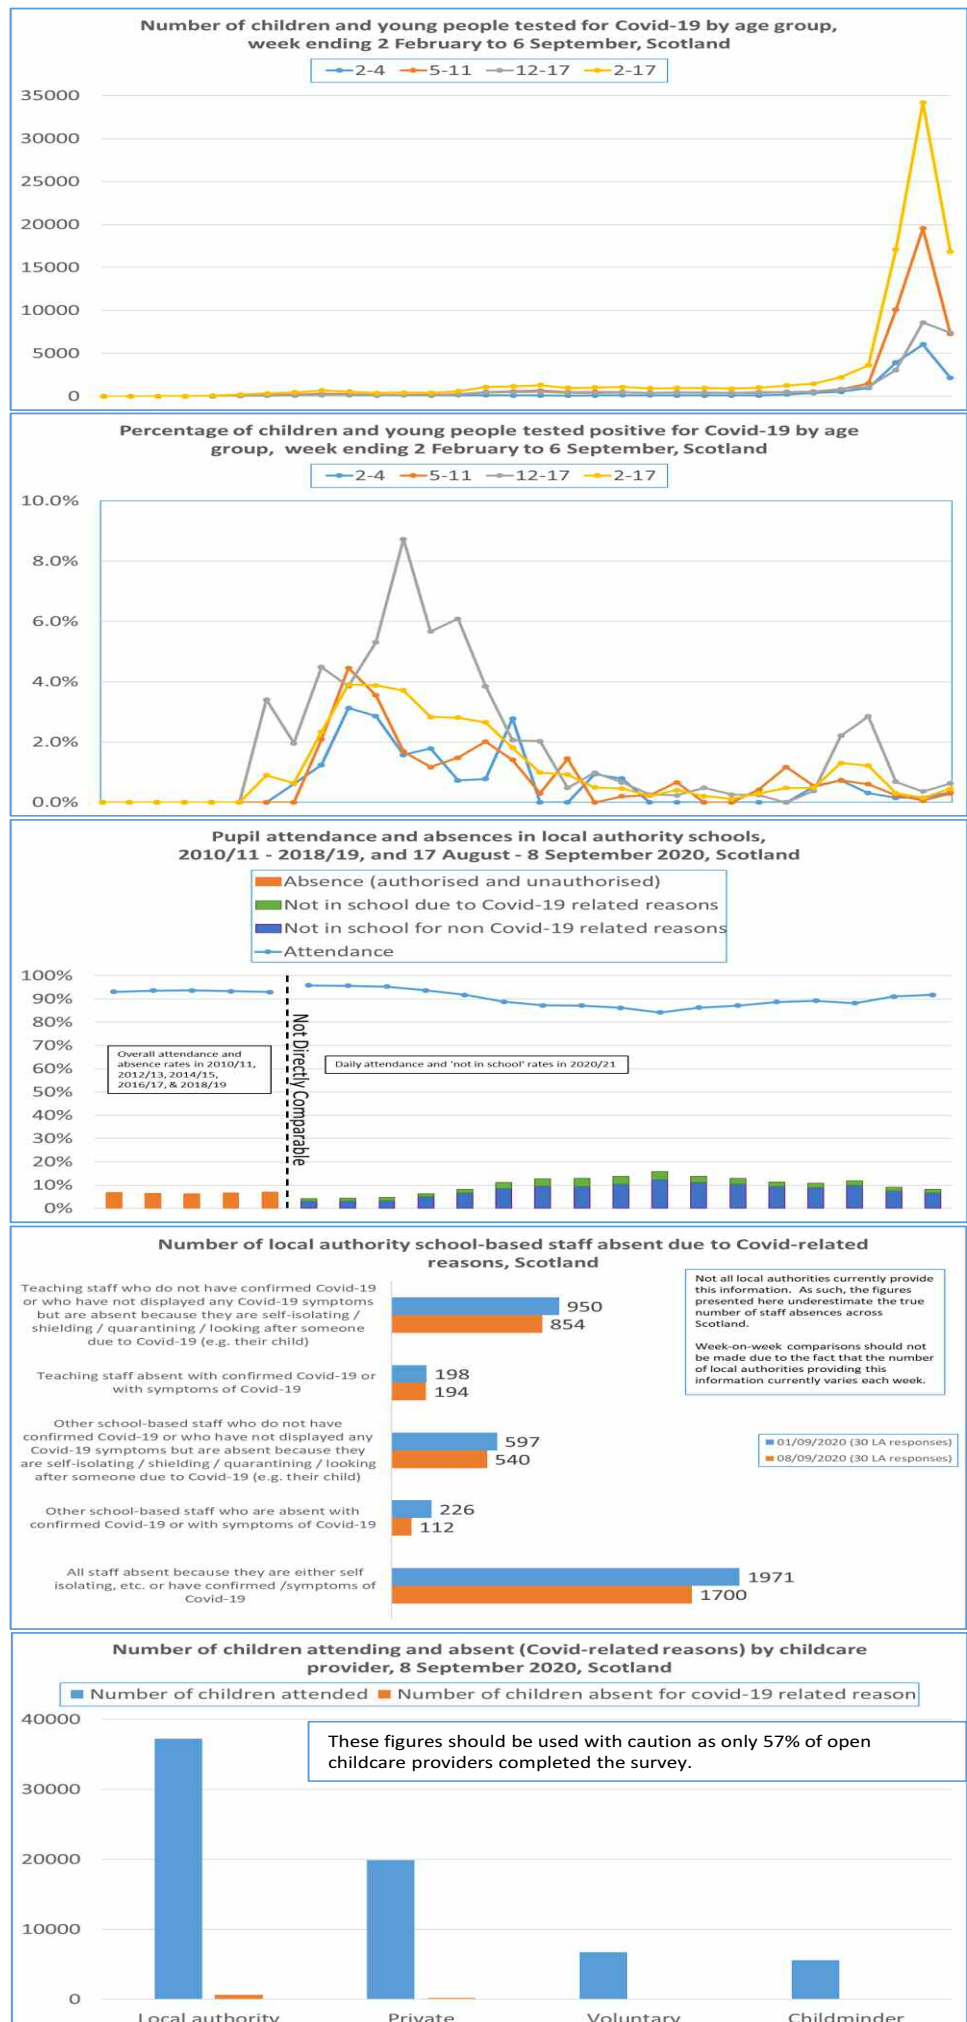 Number of children and young people tested for Covid-19 by age group,
week ending 2 February to 6 September, Scotland
2-4 5-11 12-17 2-17
35000
30000
25000
20000
15000
10000
5000
0
Percentage of children and young people tested positive for Covid-19 by age
group, week ending 2 February to 6 September, Scotland
2-4 5-11 12-17 2-17
10.0%
8.0%
6.0%
4.0%
2.0%
0.0%
Pupil attendance and absences in local authority schools,
2010/11 - 2018/19, and 17 August - 8 September 2020, Scotland
Absence (authorised and unauthorised)
Not in school due to Covid-19 related reasons
Not in school for non Covid-19 related reasons
Attendance
100%
90%
80%
70%
60%
50%
40%
30%
20%
10%
0%
Overall attendance and
absence rates in 2010/11,
2012/13, 2014/15,
2016/17, & 2018/19
Not Directly Comparable
Daily attendance and 'not in school' rates in 2020/21
Number of local authority school-based staff absent due to Covid-related
reasons, Scotland
Teaching staff who do not have confirmed Covid-19
or who have not displayed any Covid-19 symptoms
but are absent because they are self-isolating /
shielding / quarantining / looking after someone
due to Covid-19 (e.g. their child)
950
854
Teaching staff absent with confirmed Covid-19 or
with symptoms of Covid-19
198
194
Other school-based staff who do not have
confirmed Covid-19 or who have not displayed any
Covid-19 symptoms but are absent because they
are self-isolating / shielding / quarantining / looking
after someone due to Covid-19 (e.g. their child)
597
540
Other school-based staff who are absent with
confirmed Covid-19 or with symptoms of Covid-19
226
112
All staff absent because they are either self
isolating, etc. or have confirmed /symptoms of
Covid-19
1971
1700
Not all local authorities currently provide
this information. As such, the figures
presented here underestimate the true
number of staff absences across
Scotland.
Week-on-week comparisons should not
be made due to the fact that the number
of local authorities providing this
information currently varies each week.
01/09/2020 (30 LA responses)
08/09/2020 (30 LA responses)
Number of children attending and absent (Covid-related reasons) by childcare
provider, 8 September 2020, Scotland
Number of children attended Number of children absent for covid-19 related reason
40000
30000
20000
10000
0
These figures should be used with caution as only 57% of open
childcare providers completed the survey.
Local authority Private Voluntary Childminder